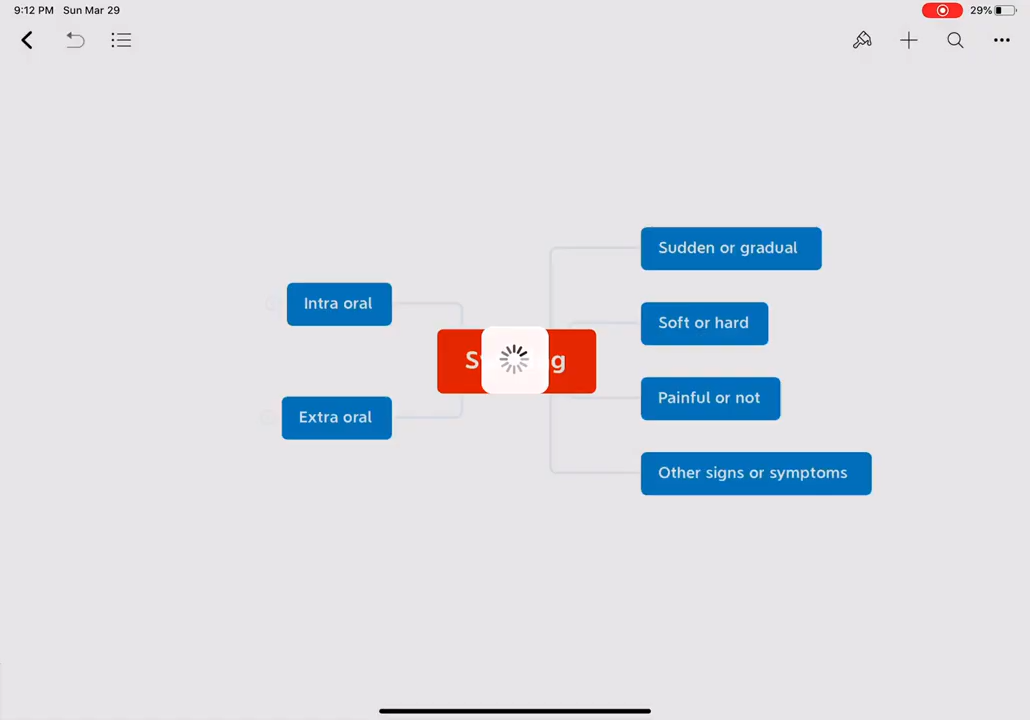 9:12 PM Sun Mar 29
29%
Sudden or gradual
Intra oral
Soft or hard
Painful or not
Extra oral
Other signs or symptoms